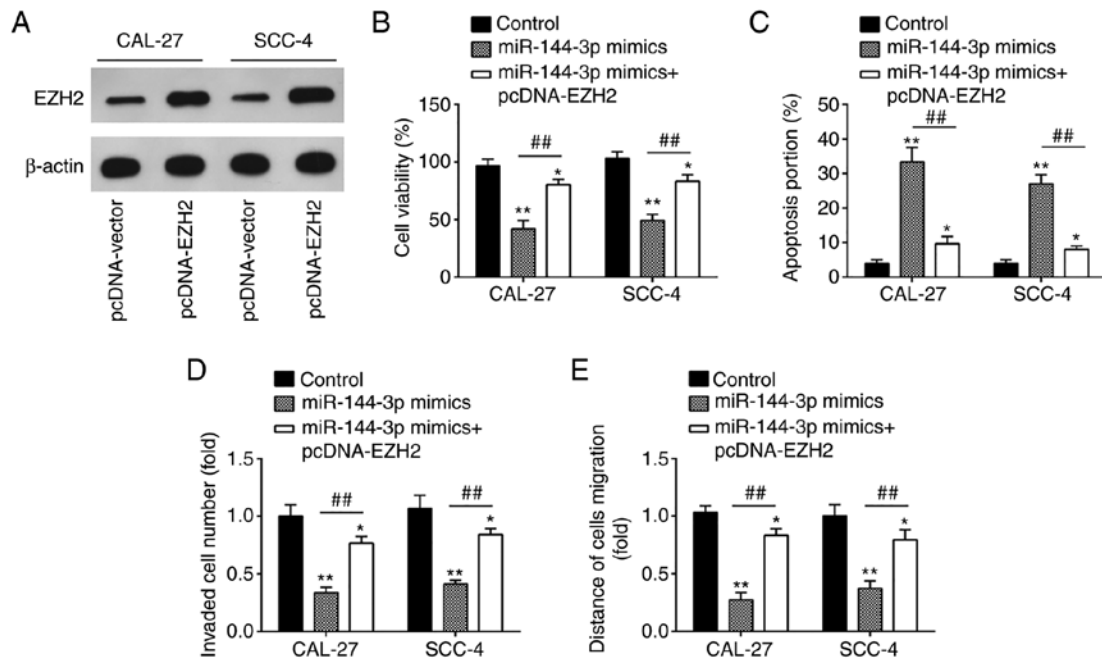 A
CAL-27
SCC-4
EZH2
β-actin
pcDNA-vector
pcDNA-EZH2
pcDNA-vector
pcDNA-EZH2
B
Control
miR-144-3p mimics
miR-144-3p mimics+
pcDNA-EZH2
Cell viability (%)
150
100
50
0
**
##
*
**
##
*
CAL-27
SCC-4
C
Control
miR-144-3p mimics
miR-144-3p mimics+
pcDNA-EZH2
Apoptosis portion (%)
50
40
30
20
10
0
**
##
*
**
##
*
CAL-27
SCC-4
D
Control
miR-144-3p mimics
miR-144-3p mimics+
pcDNA-EZH2
Invaded cell number (fold)
1.5
1.0
0.5
0.0
**
##
*
**
##
*
CAL-27
SCC-4
E
Control
miR-144-3p mimics
miR-144-3p mimics+
pcDNA-EZH2
Distance of cells migration
(fold)
1.5
1.0
0.5
0.0
**
##
*
**
##
*
CAL-27
SCC-4